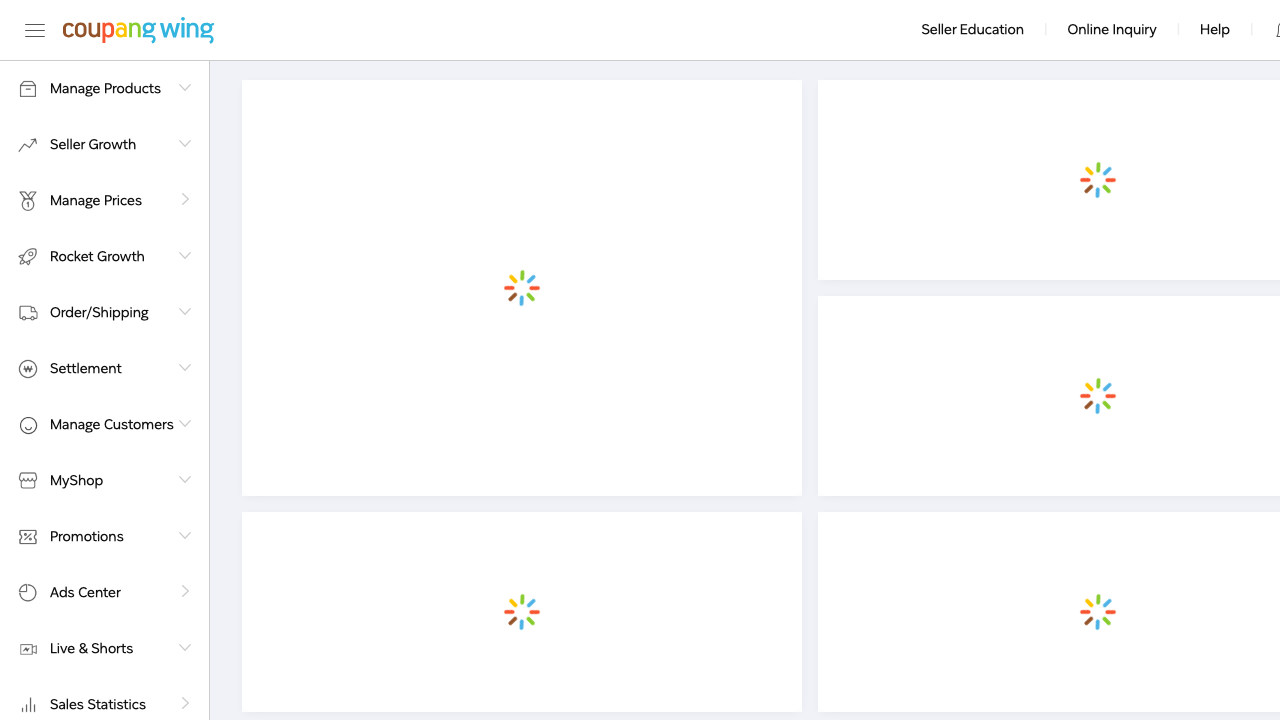 coupang wing
Seller Education
Online Inquiry
Help
Manage Products
Seller Growth
Manage Prices
Rocket Growth
Order/Shipping
Settlement
Manage Customers
MyShop
Promotions
Ads Center
Live & Shorts
Sales Statistics